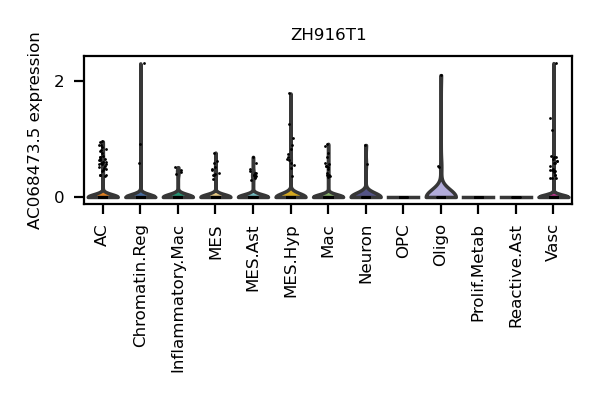 ZH916T1
AC068473.5 expression
2
0
AC
Chromatin.Reg
Inflammatory.Mac
MES
MES.Ast
MES.Hyp
Mac
Neuron
OPC
Oligo
Prolif.Metab
Reactive.Ast
Vasc